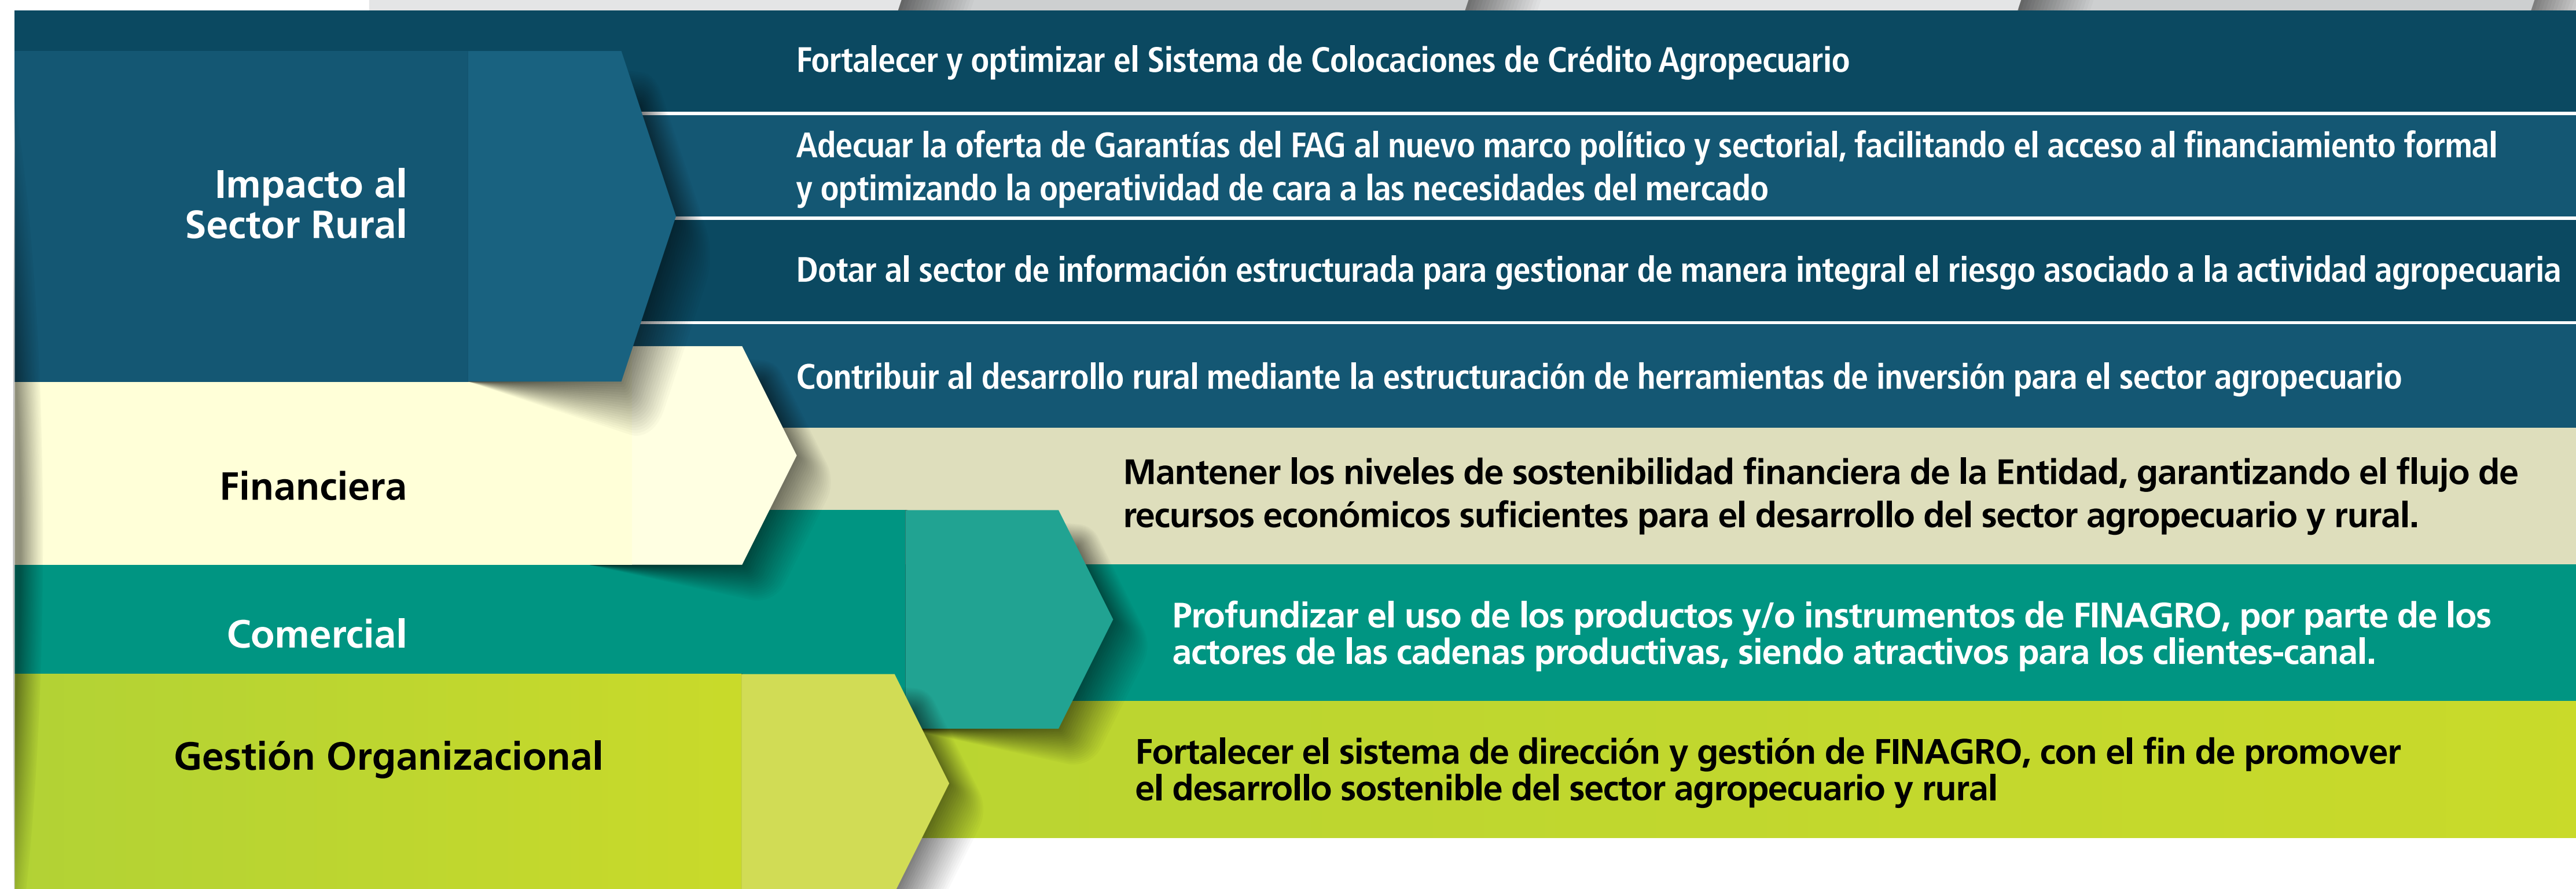 Impacto al
Sector Rural
Fortalecer y optimizar el Sistema de Colocaciones de Crédito Agropecuario
Adecuar la oferta de Garantías del FAG al nuevo marco político y sectorial, facilitando el acceso al financiamiento formal
y optimizando la operatividad de cara a las necesidades del mercado
Dotar al sector de información estructurada para gestionar de manera integral el riesgo asociado a la actividad agropecuaria
Contribuir al desarrollo rural mediante la estructuración de herramientas de inversión para el sector agropecuario
Financiera
Mantener los niveles de sostenibilidad financiera de la Entidad, garantizando el flujo de
recursos económicos suficientes para el desarrollo del sector agropecuario y rural.
Comercial
Profundizar el uso de los productos y/o instrumentos de FINAGRO, por parte de los
actores de las cadenas productivas, siendo atractivos para los clientes-canal.
Gestión Organizacional
Fortalecer el sistema de dirección y gestión de FINAGRO, con el fin de promover
el desarrollo sostenible del sector agropecuario y rural